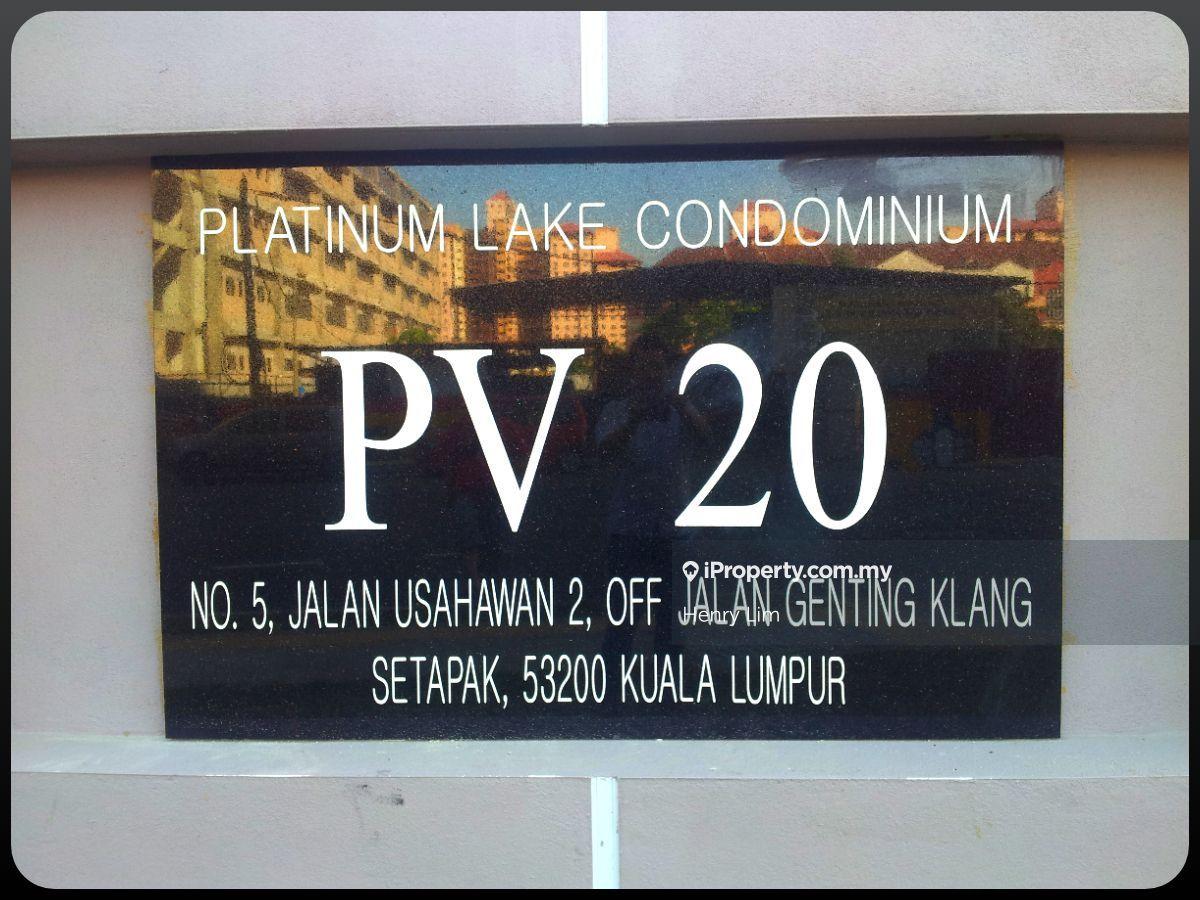 PLATINUM LAKE CONDOMINIUM
PV 20
iProperty.com.my
NO. 5, JALAN USAHAWAN 2, OFF JALAN GENTING KLANG
Henry Lim
SETAPAK, 53200 KUALA LUMPUR